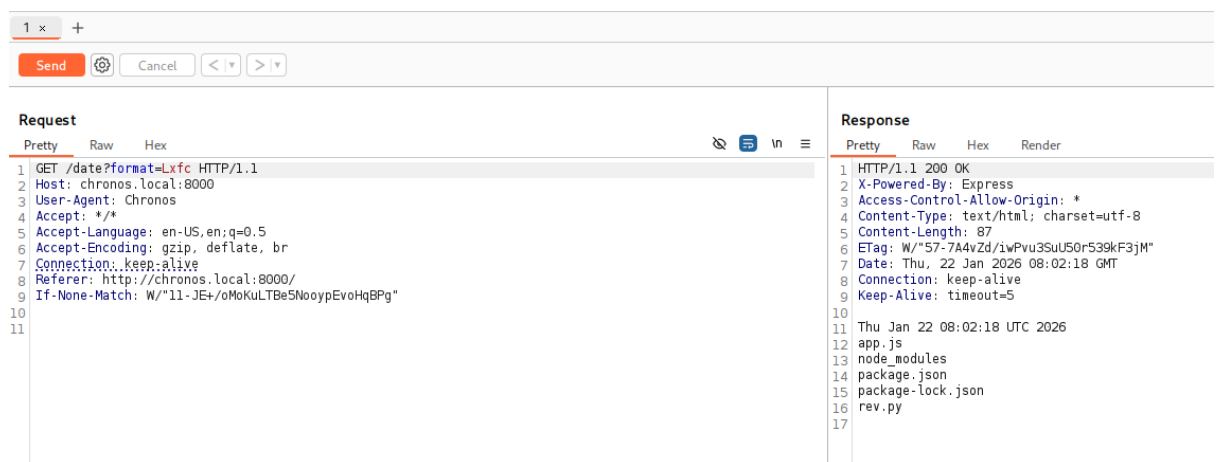 1 × +
Send Cancel < ▾ > ▾
Request
Pretty Raw Hex \n
1 GET /date?format=Lxfc HTTP/1.1
2 Host: chronos.local:8000
3 User-Agent: Chronos
4 Accept: */*
5 Accept-Language: en-US,en;q=0.5
6 Accept-Encoding: gzip, deflate, br
7 Connection: keep-alive
8 Referer: http://chronos.local:8000/
9 If-None-Match: W/"11-JE+/oMoKuLTBe5NooypEvoHqBPg"
10
11
Response
Pretty Raw Hex Render
1 HTTP/1.1 200 OK
2 X-Powered-By: Express
3 Access-Control-Allow-Origin: *
4 Content-Type: text/html; charset=utf-8
5 Content-Length: 87
6 ETag: W/"57-7A4vZd/iwPvu3SuU50r539kF3jM"
7 Date: Thu, 22 Jan 2026 08:02:18 GMT
8 Connection: keep-alive
9 Keep-Alive: timeout=5
10
11 Thu Jan 22 08:02:18 UTC 2026
12 app.js
13 node_modules
14 package.json
15 package-lock.json
16 rev.py
17